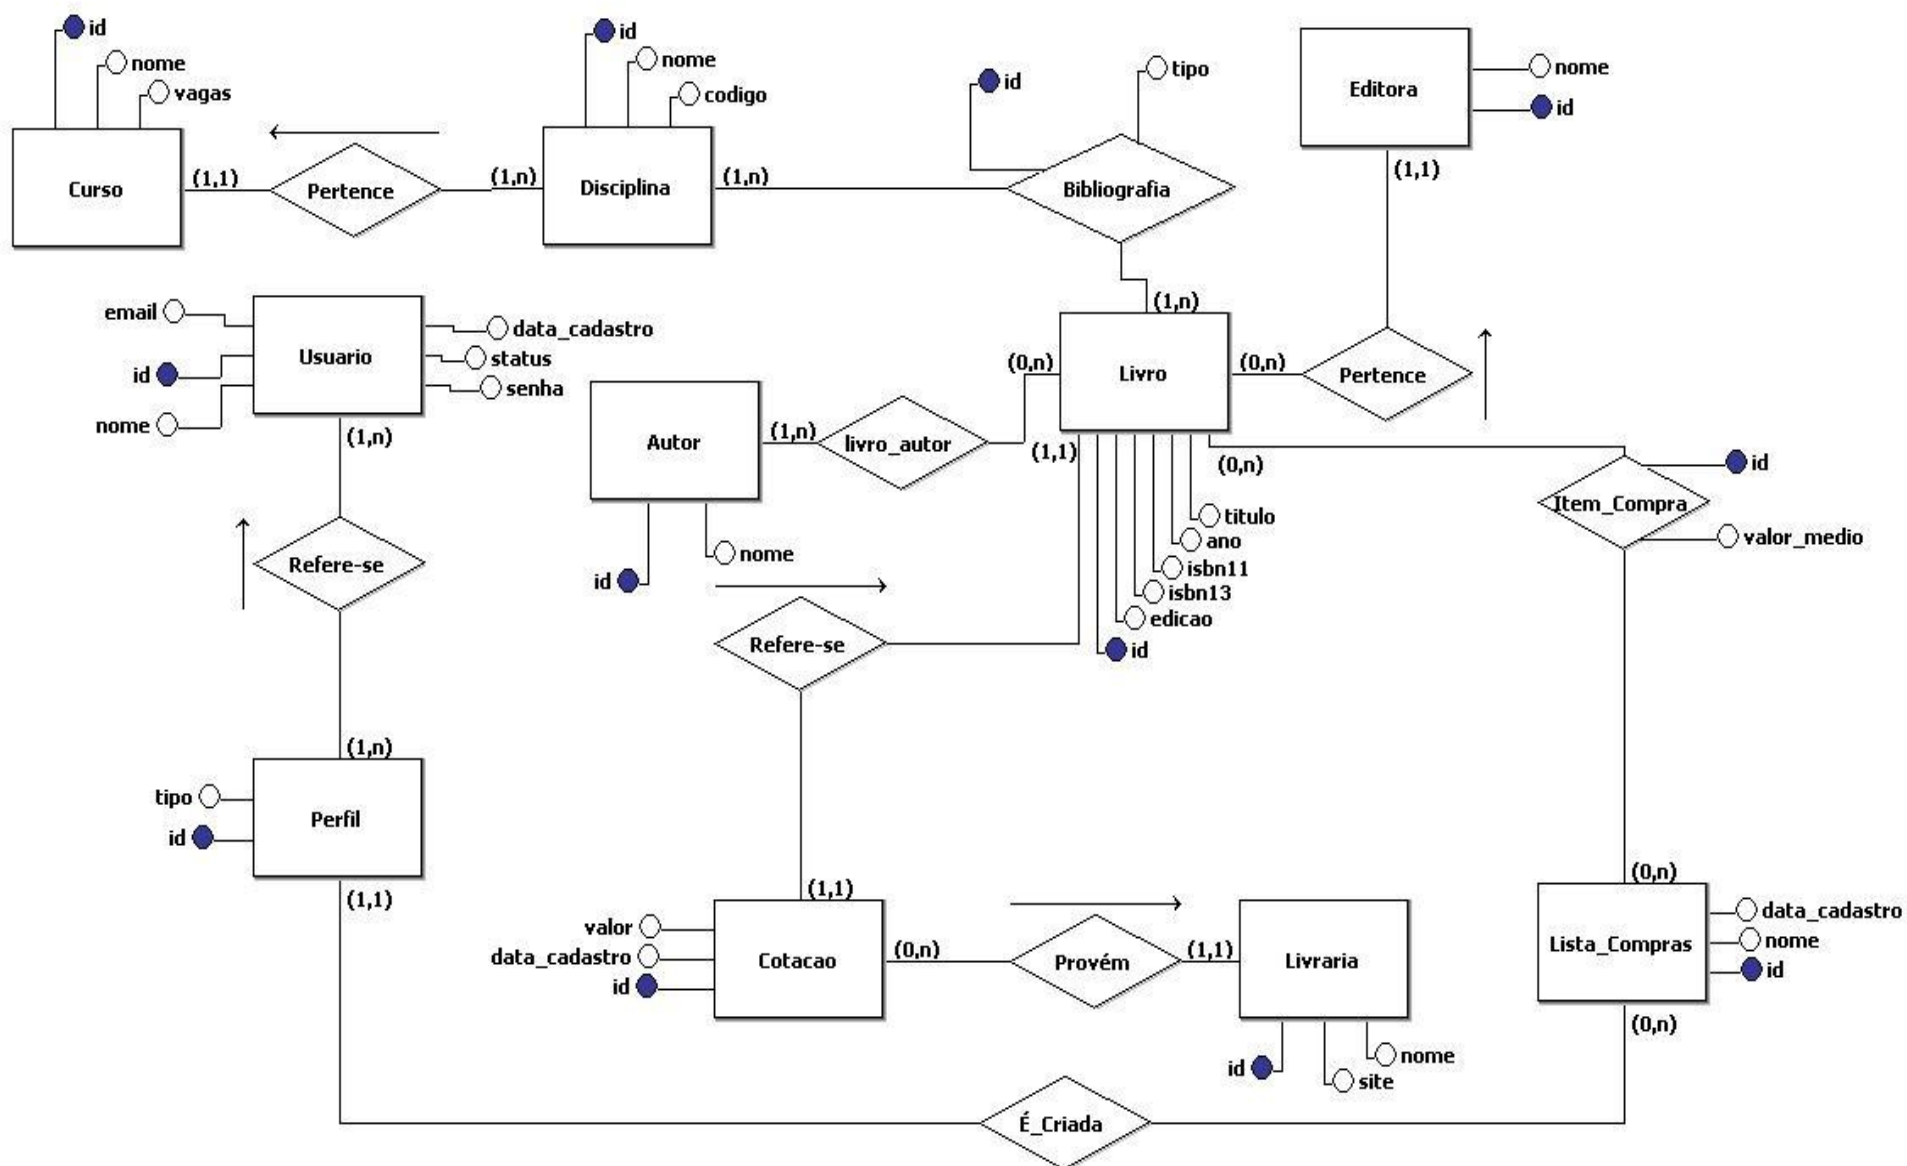 id
nome
vagas
Curso
(1,1)
Pertence
(1,n)
id
nome
codigo
Disciplina
(1,n)
id
tipo
Bibliografia
(1,n)
Editora
nome
id
(1,1)
Pertence
(0,n)
Livro
(0,n)
(1,1)
(0,n)
titulo
ano
isbn11
isbn13
edicao
id
email
id
nome
Usuario
data_cadastro
status
senha
(1,n)
Refere-se
(1,n)
tipo
id
Perfil
(1,1)
Autor
(1,n)
livro_autor
nome
id
Refere-se
(1,1)
valor
data_cadastro
id
Cotacao
(0,n)
Provém
(1,1)
Livraria
id
site
nome
Item_Compra
id
valor_medio
(0,n)
Lista_Compras
data_cadastro
nome
id
(0,n)
É_Criada